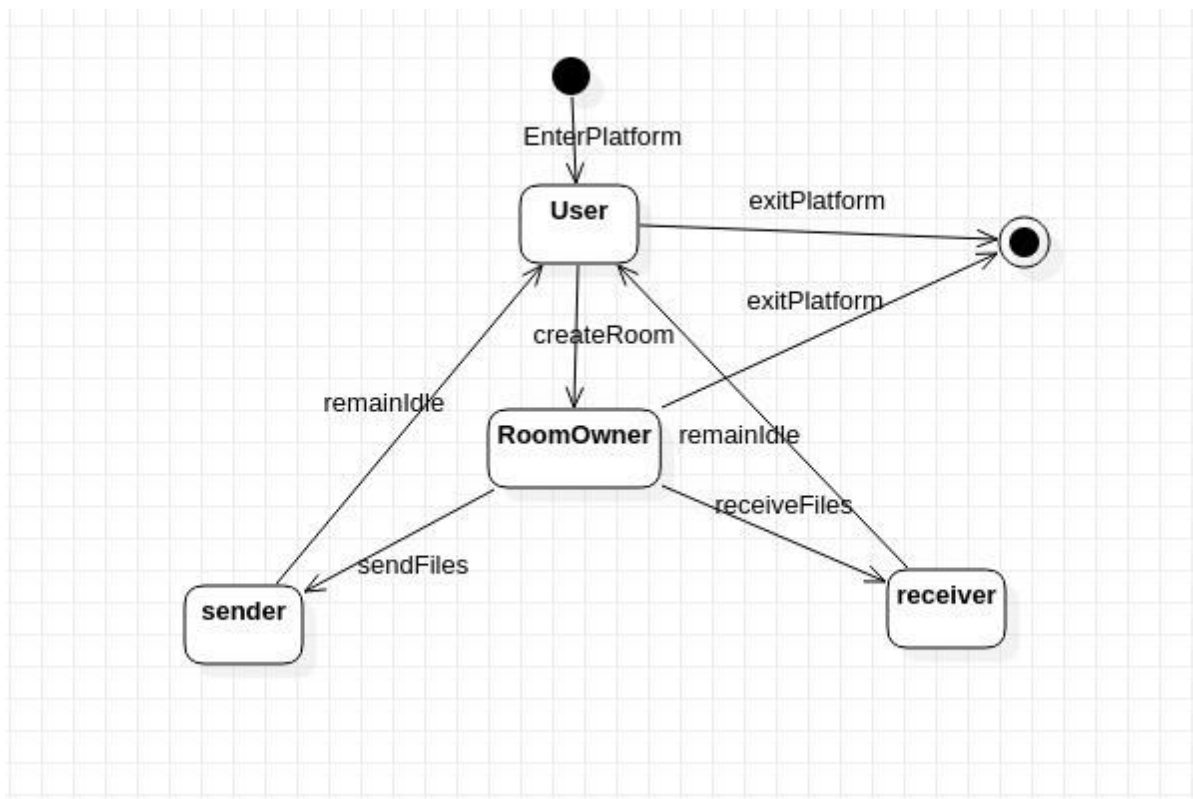 EnterPlatform
User
exitPlatform
exitPlatform
createRoom
remainIdle
RoomOwner
remainIdle
receiveFiles
sendFiles
sender
receiver